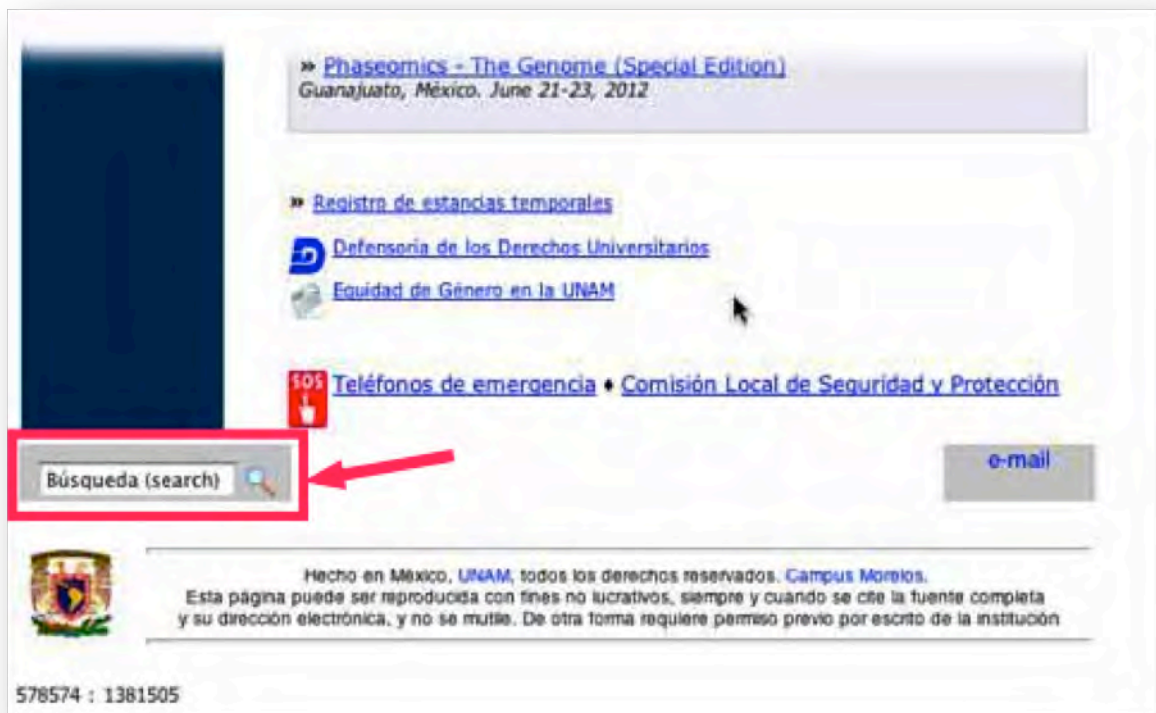 » Phaseomics - The Genome (Special Edition)
Guanajuato, México. June 21-23, 2012
» Registro de estancias temporales
Defensoría de los Derechos Universitarios
Equidad de Género en la UNAM
SOS Teléfonos de emergencia ♦ Comisión Local de Seguridad y Protección
Búsqueda (search)
e-mail
Hecho en México, UNAM, todos los derechos reservados. Campus Morelos.
Esta página puede ser reproducida con fines no lucrativos, siempre y cuando se cite la fuente completa
y su dirección electrónica, y no se mutile. De otra forma requiere permiso previo por escrito de la institución
578574 : 1381505